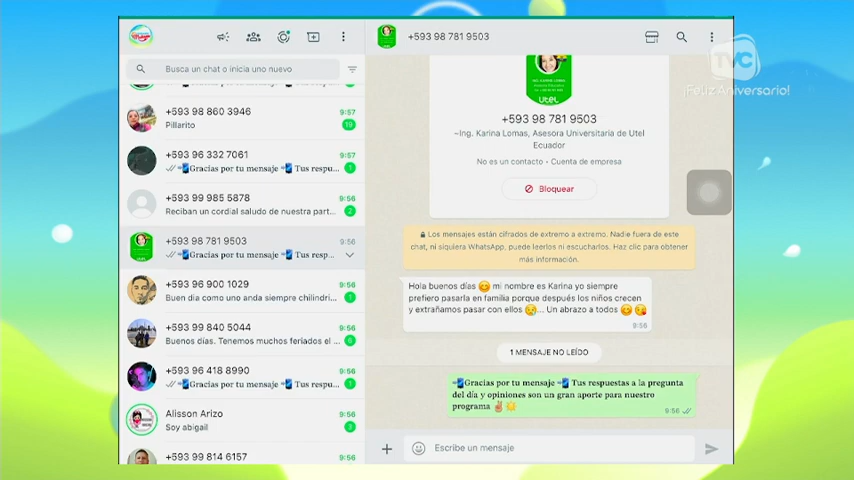 Busca un chat o inicia uno nuevo
+593 98 860 3946
9:57
Pillarito
19
+593 96 332 7061
9:57
Gracias por tu mensaje Tus respu...
1
+593 99 985 5878
9:56
Reciban un cordial saludo de nuestra part...
2
+593 98 781 9503
9:56
Gracias por tu mensaje Tus resp...
+593 96 900 1029
9:56
Buen dia como uno anda siempre chilindri...
1
+593 99 840 5044
9:56
Buenos días. Tenemos muchos feriados el ...
6
+593 96 418 8990
9:56
Gracias por tu mensaje Tus respu...
1
Alisson Arizo
9:56
Soy abigail
+593 99 814 6157
9:56
+593 98 781 9503
utel
+593 98 781 9503
~Ing. Karina Lomas, Asesora Universitaria de Utel
Ecuador
No es un contacto • Cuenta de empresa
Bloquear
Los mensajes están cifrados de extremo a extremo. Nadie fuera de este
chat, ni siquiera WhatsApp, puede leerlos ni escucharlos. Haz clic para obtener
más información.
Hola buenos días 😊 mi nombre es Karina yo siempre
prefiero pasarla en familia porque después los niños crecen
y extrañamos pasar con ellos 😢... Un abrazo a todos 😊😘
9:56
1 MENSAJE NO LEÍDO
📲Gracias por tu mensaje 📲 Tus respuestas a la pregunta
del día y opiniones son un gran aporte para nuestro
programa ✌️☀️
9:56
Escribe un mensaje
TVC
¡Feliz Aniversario!